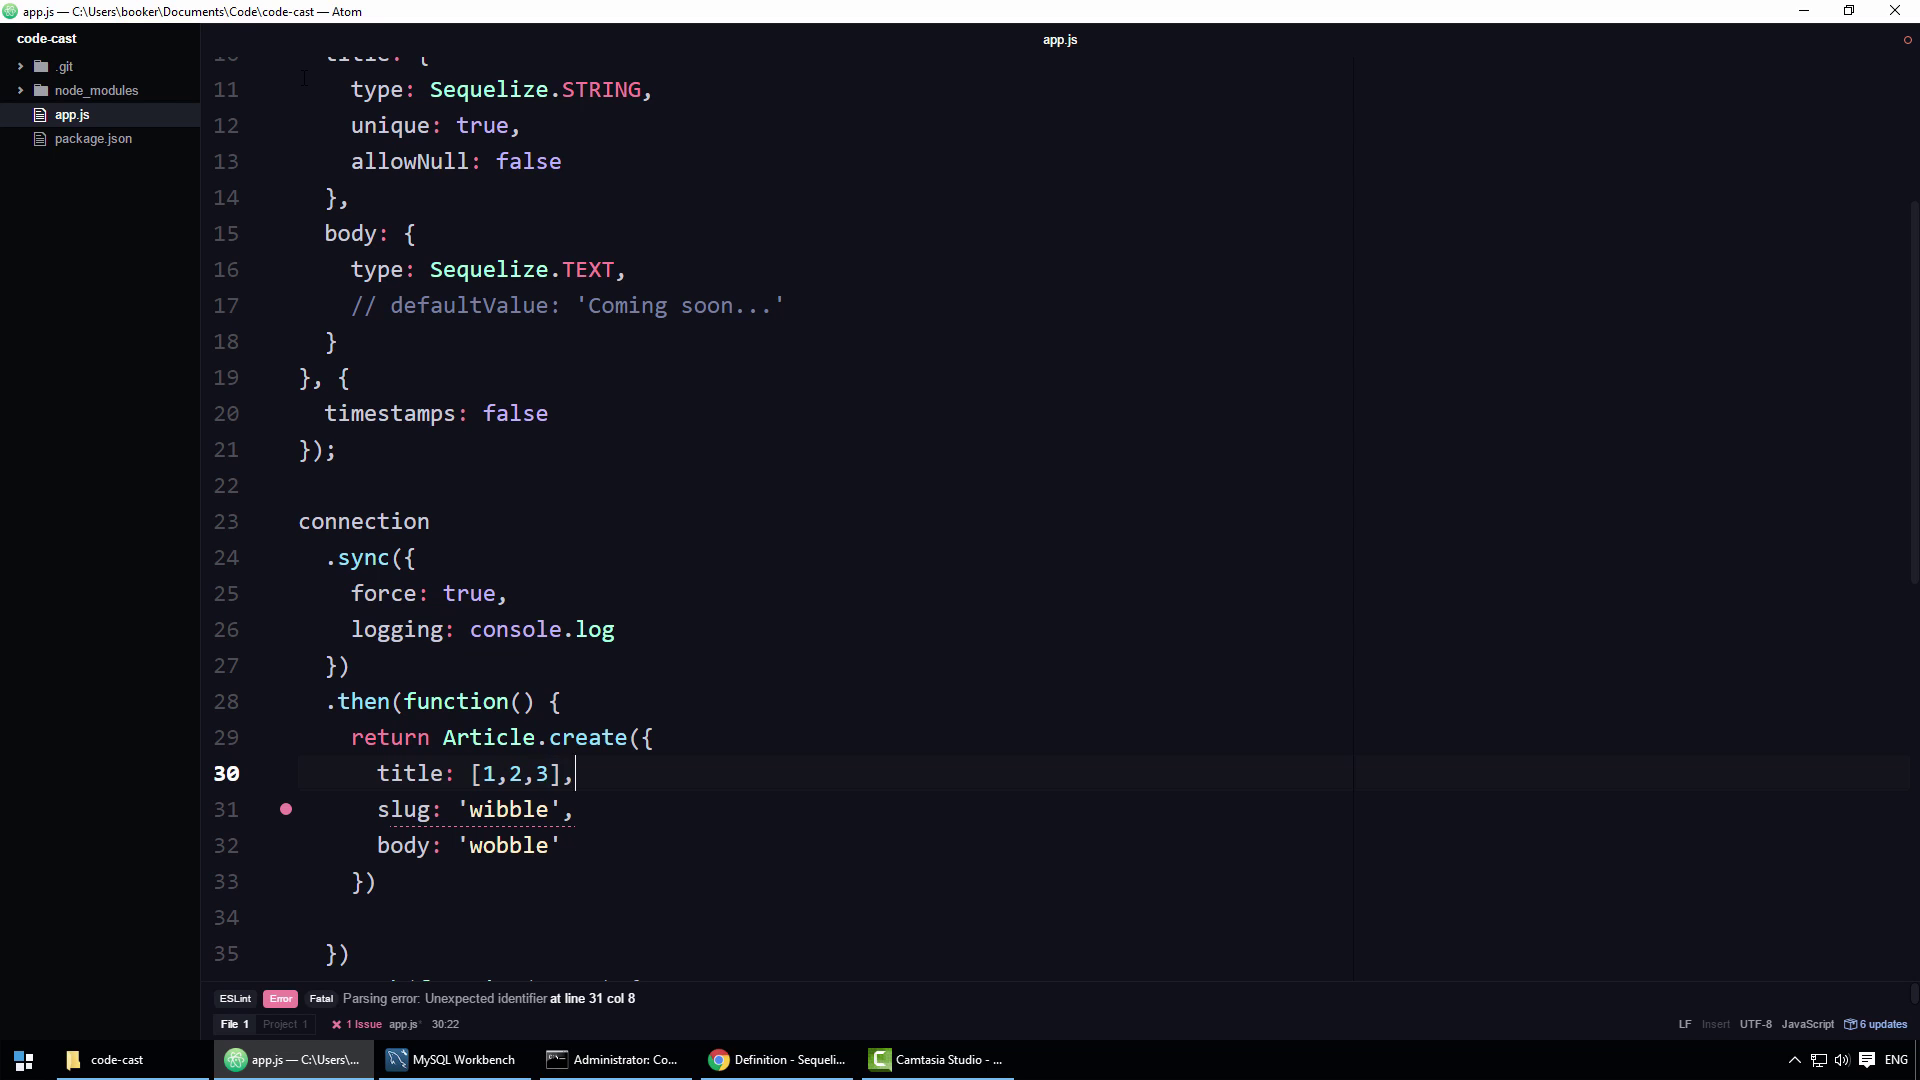 app.js — C:\Users\booker\Documents\Code\code-cast — Atom
code-cast
.git
node_modules
app.js
package.json
app.js
10 title: {
11 type: Sequelize.STRING,
12 unique: true,
13 allowNull: false
14 },
15 body: {
16 type: Sequelize.TEXT,
17 // defaultValue: 'Coming soon...'
18 }
19 }, {
20 timestamps: false
21 });
22
23 connection
24 .sync({
25 force: true,
26 logging: console.log
27 })
28 .then(function() {
29 return Article.create({
30 title: [1,2,3],
31 slug: 'wibble',
32 body: 'wobble'
33 })
34
35 })
ESLint Error Fatal Parsing error: Unexpected identifier at line 31 col 8
File 1 Project 1 1 Issue app.js* 30:22 LF Insert UTF-8 JavaScript 6 updates
code-cast app.js — C:\Users\... MySQL Workbench Administrator: Co... Definition - Sequeli... Camtasia Studio - ... ENG